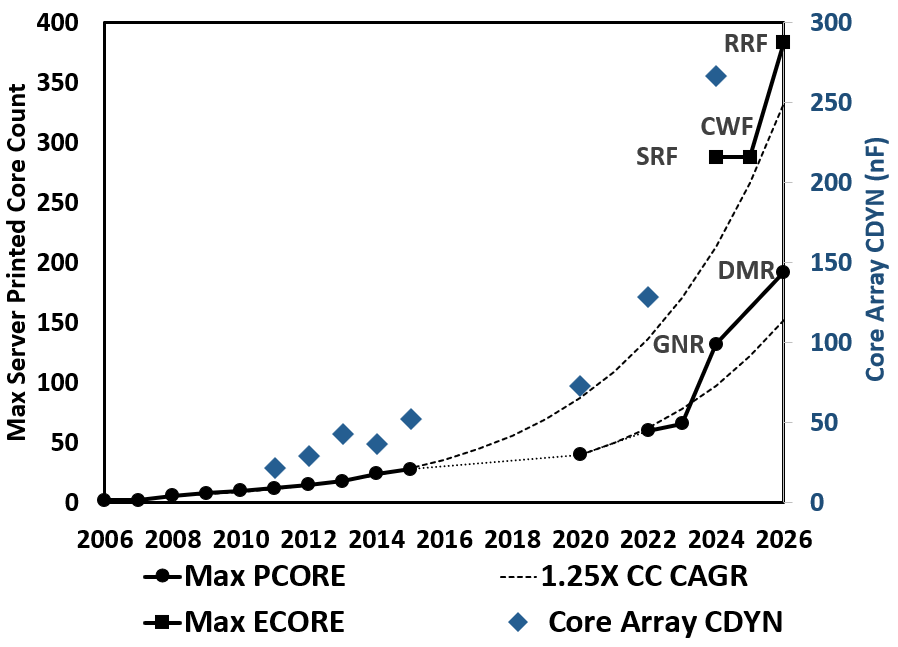 Max Server Printed Core Count
400
350
300
250
200
150
100
50
0
300
250
200
150
100
50
0
Core Array CDYN (nF)
RRF
CWF
SRF
DMR
GNR
2006 2008 2010 2012 2014 2016 2018 2020 2022 2024 2026
Max PCORE
1.25X CC CAGR
Max ECORE
Core Array CDYN